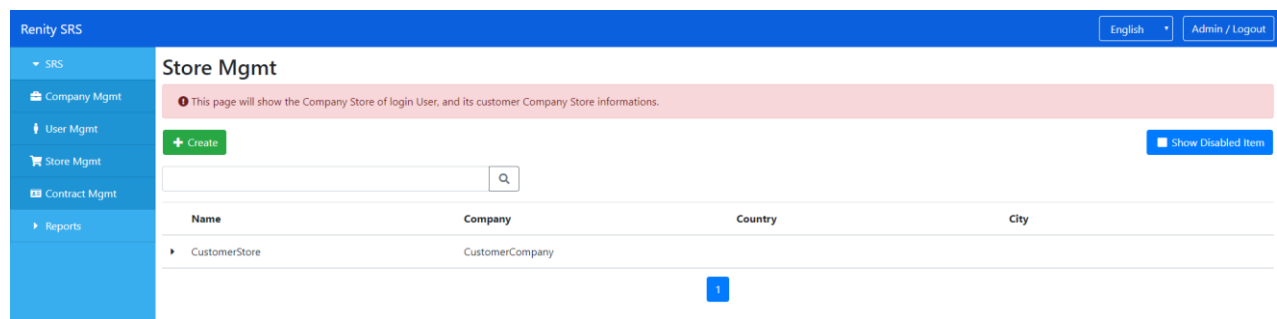 Renity SRS
English
Admin / Logout
SRS
Company Mgmt
User Mgmt
Store Mgmt
Contract Mgmt
Reports
Store Mgmt
This page will show the Company Store of login User, and its customer Company Store informations.
Create
Show Disabled Item
Name Company Country City
CustomerStore CustomerCompany
1